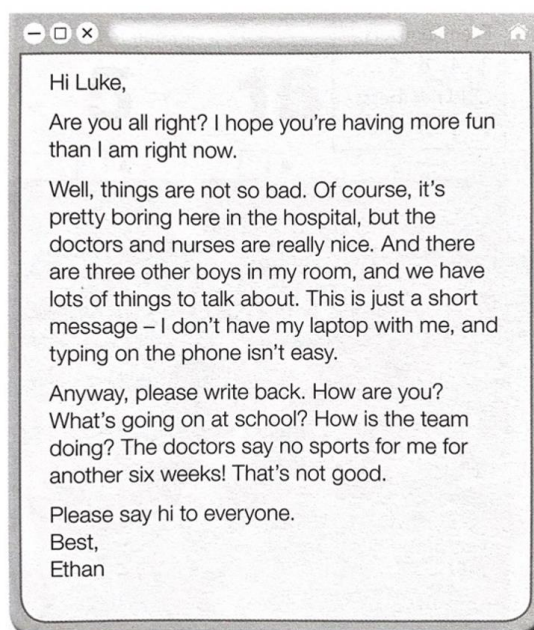 Hi Luke,
Are you all right? I hope you're having more fun
than I am right now.
Well, things are not so bad. Of course, it's
pretty boring here in the hospital, but the
doctors and nurses are really nice. And there
are three other boys in my room, and we have
lots of things to talk about. This is just a short
message – I don't have my laptop with me, and
typing on the phone isn't easy.
Anyway, please write back. How are you?
What's going on at school? How is the team
doing? The doctors say no sports for me for
another six weeks! That's not good.
Please say hi to everyone.
Best,
Ethan